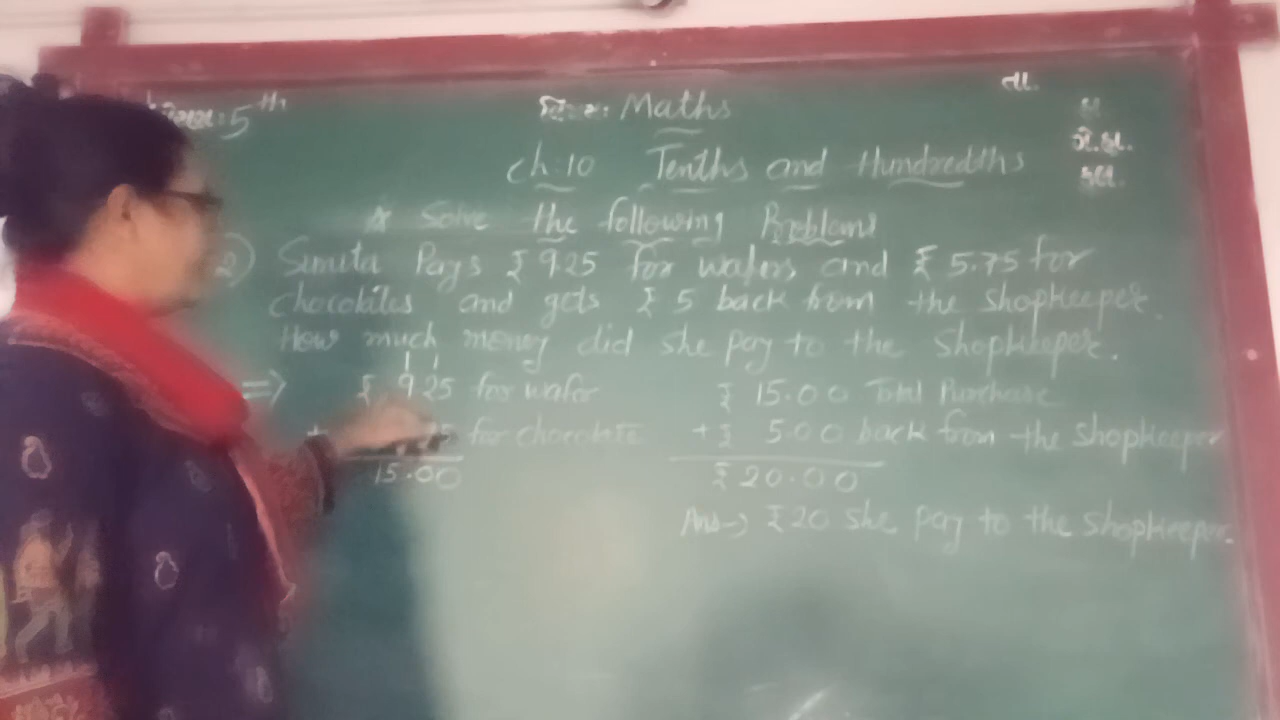 5th
Maths
તા.
Ch:10 Tenths and Hundredths
Solve the following Problems
2) Sunita Pays ₹ 9.25 for wafers and ₹ 5.75 for
chocolates and gets ₹ 5 back from the shopkeeper.
How much money did she pay to the shopkeeper.
1 1
=> ₹ 9.25 for wafer
+ for chocolate
15.00
₹ 15.00 Total Purchase
+ ₹ 5.00 back from the shopkeeper
₹ 20.00
Ans→ ₹20 she pay to the shopkeeper.